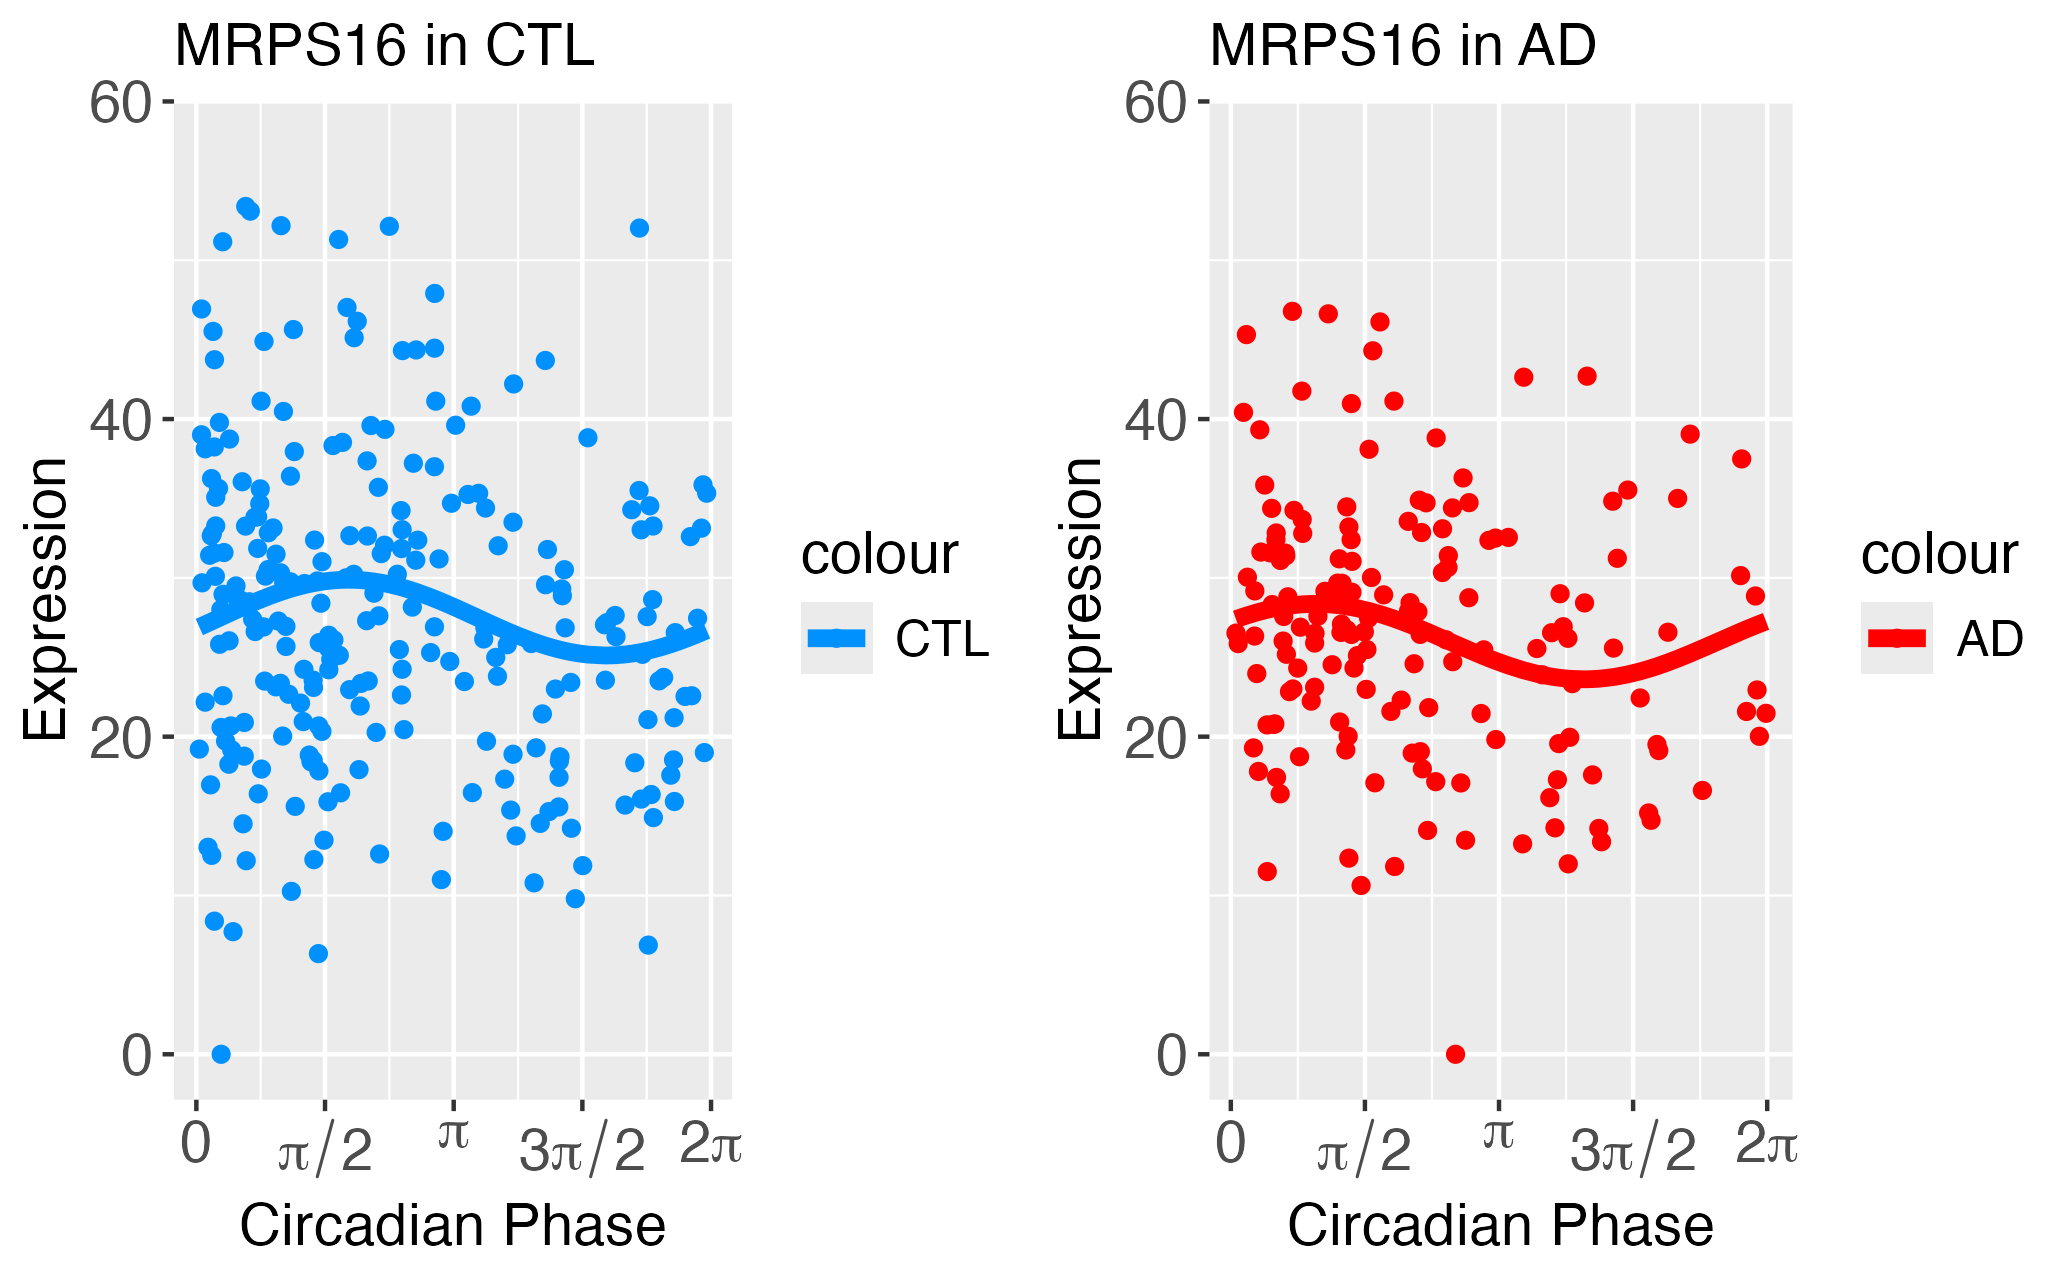 MRPS16 in CTL
60
40
20
0
Expression
0 π/2 π 3π/2 2π
Circadian Phase
colour
CTL
MRPS16 in AD
60
40
20
0
Expression
0 π/2 π 3π/2 2π
Circadian Phase
colour
AD